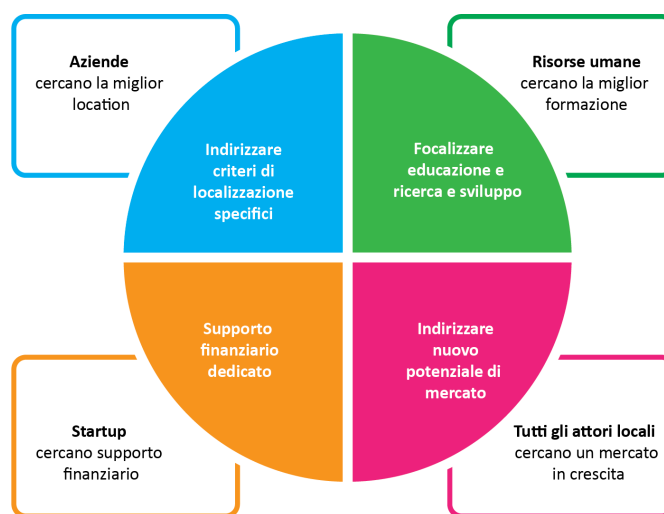 Aziende
cercano la miglior
location
Risorse umane
cercano la miglior
formazione
Indirizzare
criteri di
localizzazione
specifici
Focalizzare
educazione e
ricerca e sviluppo
Supporto
finanziario
dedicato
Indirizzare
nuovo
potenziale di
mercato
Startup
cercano supporto
finanziario
Tutti gli attori locali
cercano un mercato
in crescita